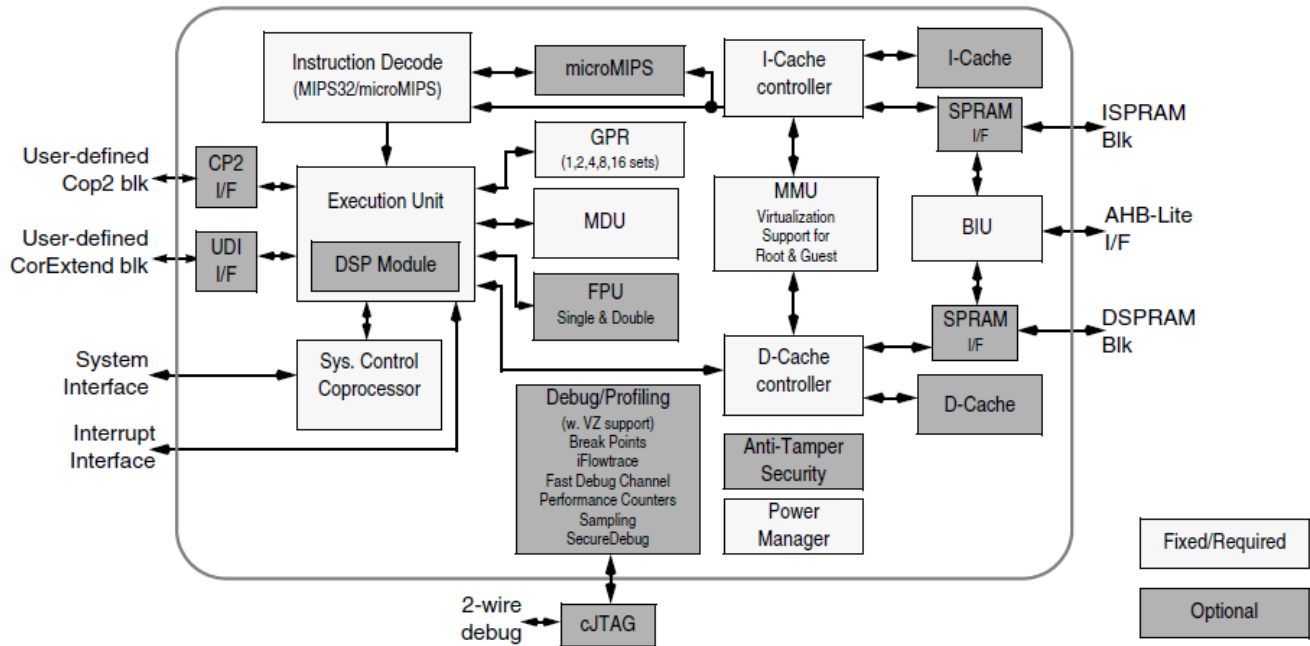 Instruction Decode
(MIPS32/microMIPS)
microMIPS
I-Cache
controller
I-Cache
SPRAM
I/F
ISPRAM
Blk
GPR
(1,2,4,8,16 sets)
User-defined
Cop2 blk
CP2
I/F
Execution Unit
MDU
MMU
Virtualization
Support for
Root & Guest
BIU
AHB-Lite
I/F
User-defined
CorExtend blk
UDI
I/F
DSP Module
FPU
Single & Double
SPRAM
I/F
DSPRAM
Blk
System
Interface
Sys. Control
Coprocessor
D-Cache
controller
D-Cache
Interrupt
Interface
Debug/Profiling
(w. VZ support)
Break Points
iFlowtrace
Fast Debug Channel
Performance Counters
Sampling
SecureDebug
Anti-Tamper
Security
Power
Manager
Fixed/Required
Optional
2-wire
debug
cJTAG